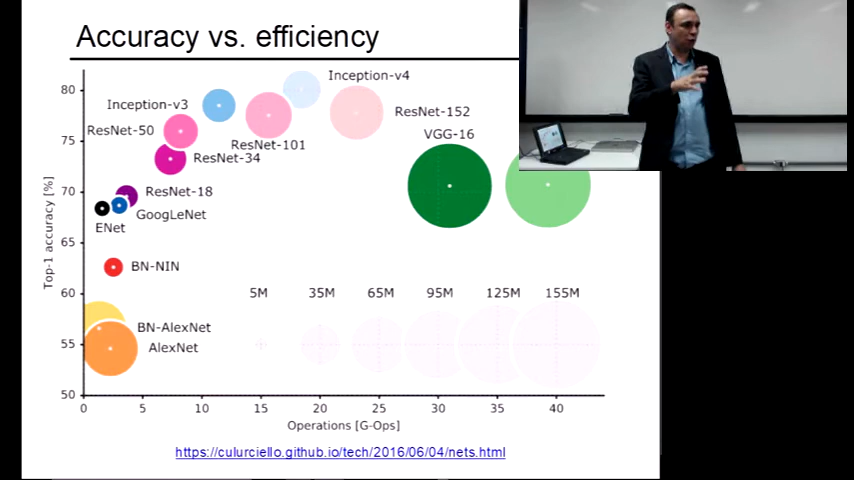 Accuracy vs. efficiency
80
75
70
65
60
55
50
Top-1 accuracy [%]
Inception-v4
Inception-v3
ResNet-152
ResNet-50
VGG-16
ResNet-101
ResNet-34
ResNet-18
GoogLeNet
ENet
BN-NIN
5M 35M 65M 95M 125M 155M
BN-AlexNet
AlexNet
0 5 10 15 20 25 30 35 40
Operations [G-Ops]
https://culurciello.github.io/tech/2016/06/04/nets.html